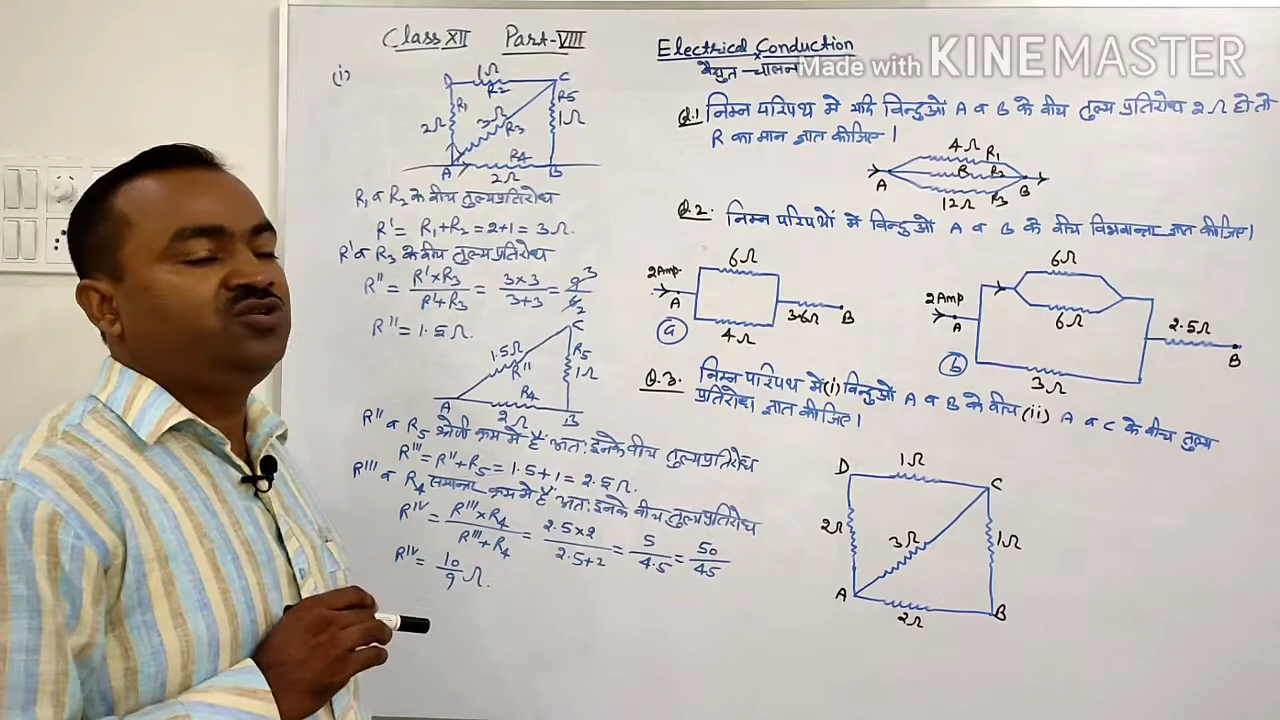 Class XII Part-VIII
(i)
D 1Ω C
R2
R1 R5
2Ω 3Ω 1Ω
R3
R4
A B
2Ω
R1 व R2 के बीच तुल्यप्रतिरोध
R' = R1+R2 = 2+1 = 3Ω.
R' व R3 के बीच तुल्यप्रतिरोध
R'' = R'×R3 / R'+R3 = 3×3 / 3+3 = 9 3 / 6 2
R'' = 1.5Ω.
C
1.5Ω R5
R'' 1Ω
R4
A B
2Ω
R'' व R5 श्रेणी क्रम में हैं अतः इनके बीच तुल्यप्रतिरोध
R''' = R''+R5 = 1.5+1 = 2.5Ω.
R''' व R4 समान्तर क्रम में हैं अतः इनके बीच तुल्यप्रतिरोध
R^IV = R'''×R4 / R'''+R4 = 2.5×2 / 2.5+2 = 5 / 4.5 = 50 / 45
R^IV = 10 / 9 Ω.
Electrical Conduction
वैद्युत-चालन
Made with KINEMASTER
Q.1 निम्न परिपथ में यदि बिन्दुओं A व B के बीच तुल्य प्रतिरोध 2Ω हो तो
R का मान ज्ञात कीजिए।
4Ω R1
A R R2 B
12Ω R3
Q.2. निम्न परिपथों में बिन्दुओं A व B के बीच विभवान्तर ज्ञात कीजिए।
6Ω
2Amp.
A 3.6Ω B
(a) 4Ω
6Ω
2Amp
A 6Ω 2.5Ω
B
(b) 3Ω
Q.3. निम्न परिपथ में (i) बिन्दुओं A व B के बीच (ii) A व C के बीच तुल्य
प्रतिरोध ज्ञात कीजिए।
D 1Ω C
2Ω 3Ω 1Ω
A 2Ω B